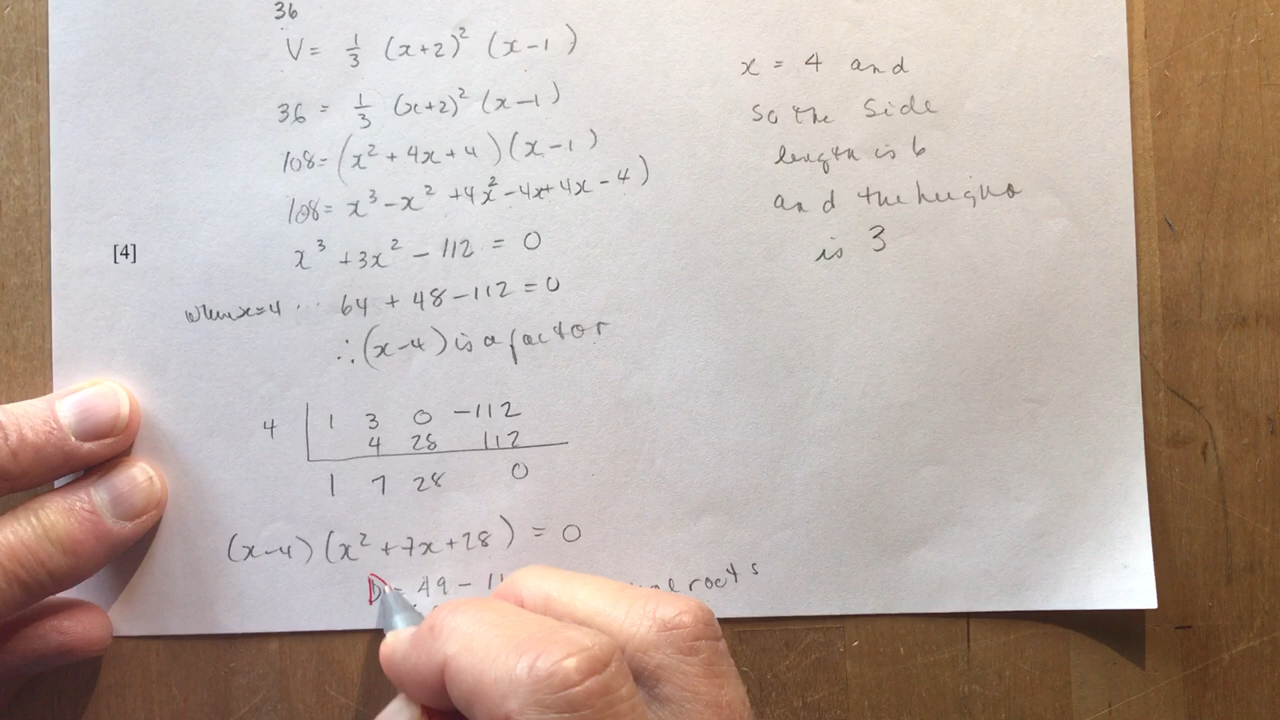 36
V = 1/3 (x+2)² (x-1)
36 = 1/3 (x+2)² (x-1)
108 = (x² + 4x + 4)(x-1)
108 = x³ - x² + 4x² - 4x + 4x - 4)
[4]
x³ + 3x² - 112 = 0
when x=4 ... 64 + 48 - 112 = 0
∴ (x-4) is a factor
4 | 1 3 0 -112
4 28 112
1 7 28 0
(x-4)(x² + 7x + 28) = 0
D = 49 - 11
roots
x = 4 and
so the side
length is 6
and the height
is 3